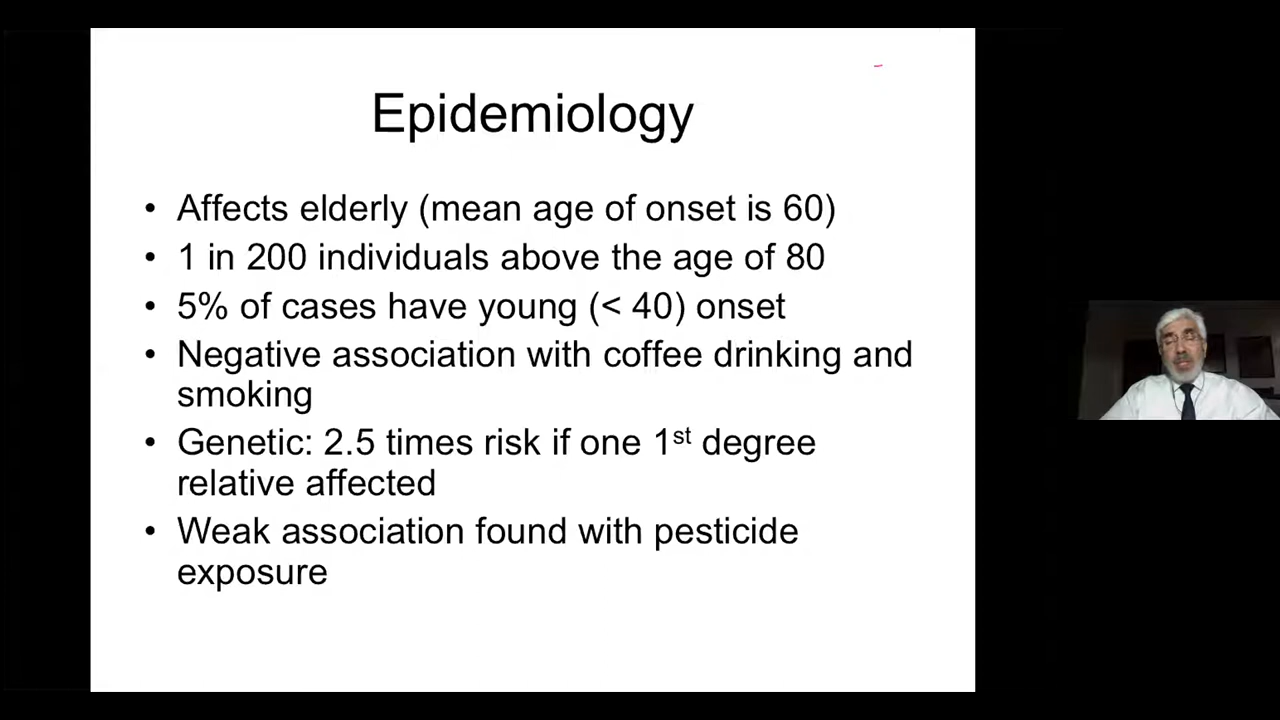 Epidemiology
• Affects elderly (mean age of onset is 60)
• 1 in 200 individuals above the age of 80
• 5% of cases have young (< 40) onset
• Negative association with coffee drinking and
smoking
• Genetic: 2.5 times risk if one 1st degree
relative affected
• Weak association found with pesticide
exposure